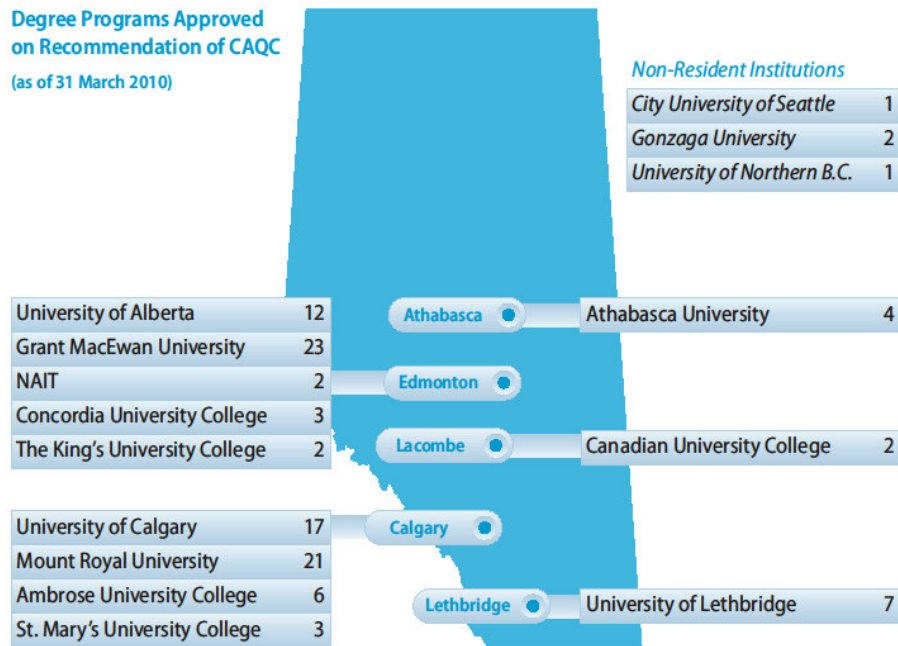 Degree Programs Approved
on Recommendation of CAQC
(as of 31 March 2010)
Non-Resident Institutions
City University of Seattle 1
Gonzaga University 2
University of Northern B.C. 1
University of Alberta 12
Grant MacEwan University 23
NAIT 2
Concordia University College 3
The King's University College 2
Athabasca
Athabasca University 4
Edmonton
Lacombe
Canadian University College 2
University of Calgary 17
Mount Royal University 21
Ambrose University College 6
St. Mary's University College 3
Calgary
Lethbridge
University of Lethbridge 7